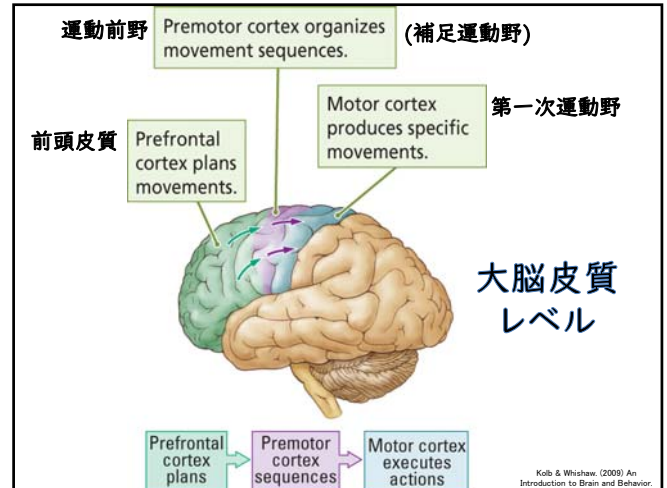 運動前野
Premotor cortex organizes
movement sequences.
(補足運動野)
Motor cortex
produces specific
movements.
第一次運動野
前頭皮質
Prefrontal
cortex plans
movements.
大脳皮質
レベル
Prefrontal
cortex
plans
Premotor
cortex
sequences
Motor cortex
executes
actions
Kolb & Whishaw. (2009) An
Introduction to Brain and Behavior.